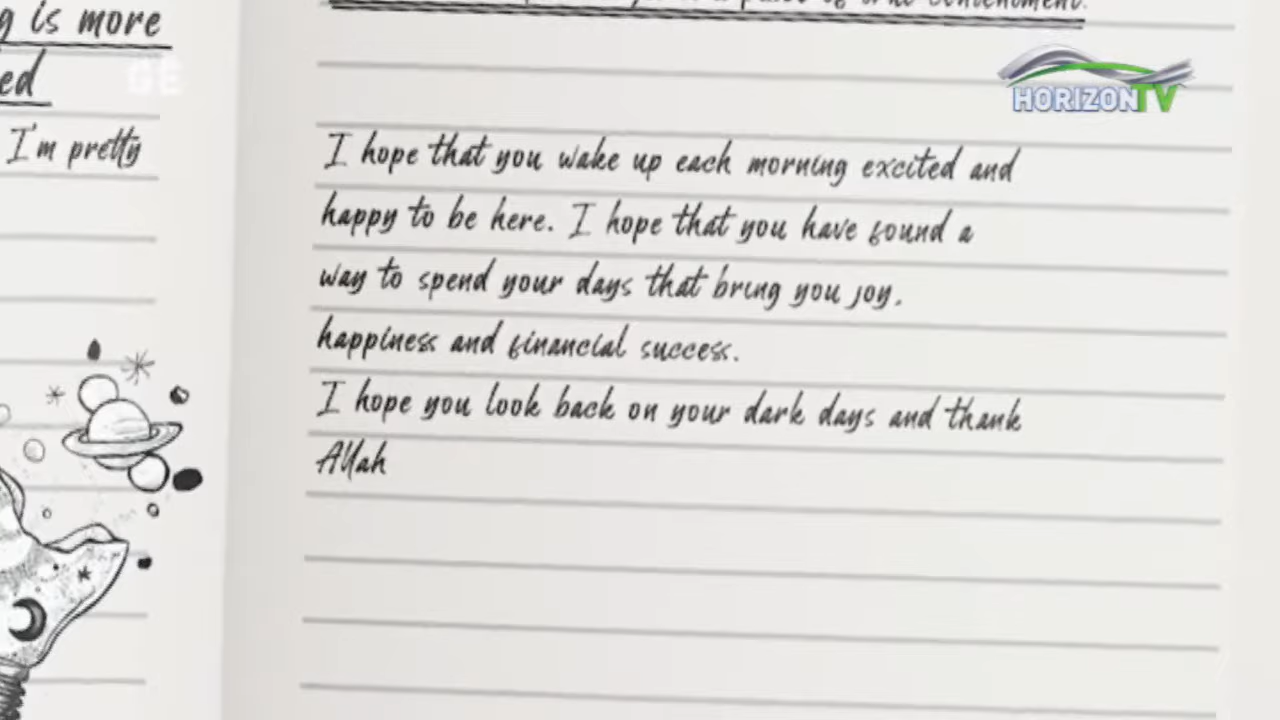 g is more
ed
I'm pretty
I hope that you wake up each morning excited and
happy to be here. I hope that you have found a
way to spend your days that bring you joy.
happiness and financial success.
I hope you look back on your dark days and thank
Allah
HORIZON TV